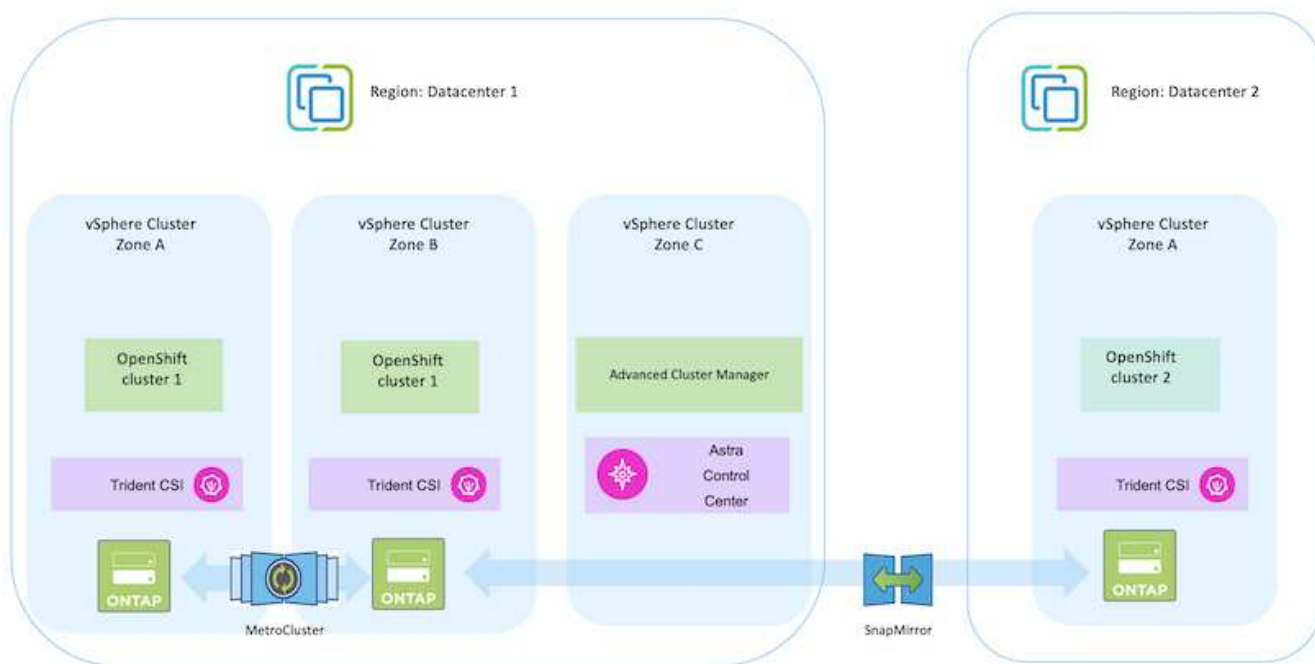 Region: Datacenter 1
Region: Datacenter 2
vSphere Cluster
Zone A
vSphere Cluster
Zone B
vSphere Cluster
Zone C
vSphere Cluster
Zone A
OpenShift
cluster 1
OpenShift
cluster 1
Advanced Cluster Manager
OpenShift
cluster 2
Trident CSI
Trident CSI
Astra
Control
Center
Trident CSI
ONTAP
ONTAP
ONTAP
MetroCluster
SnapMirror